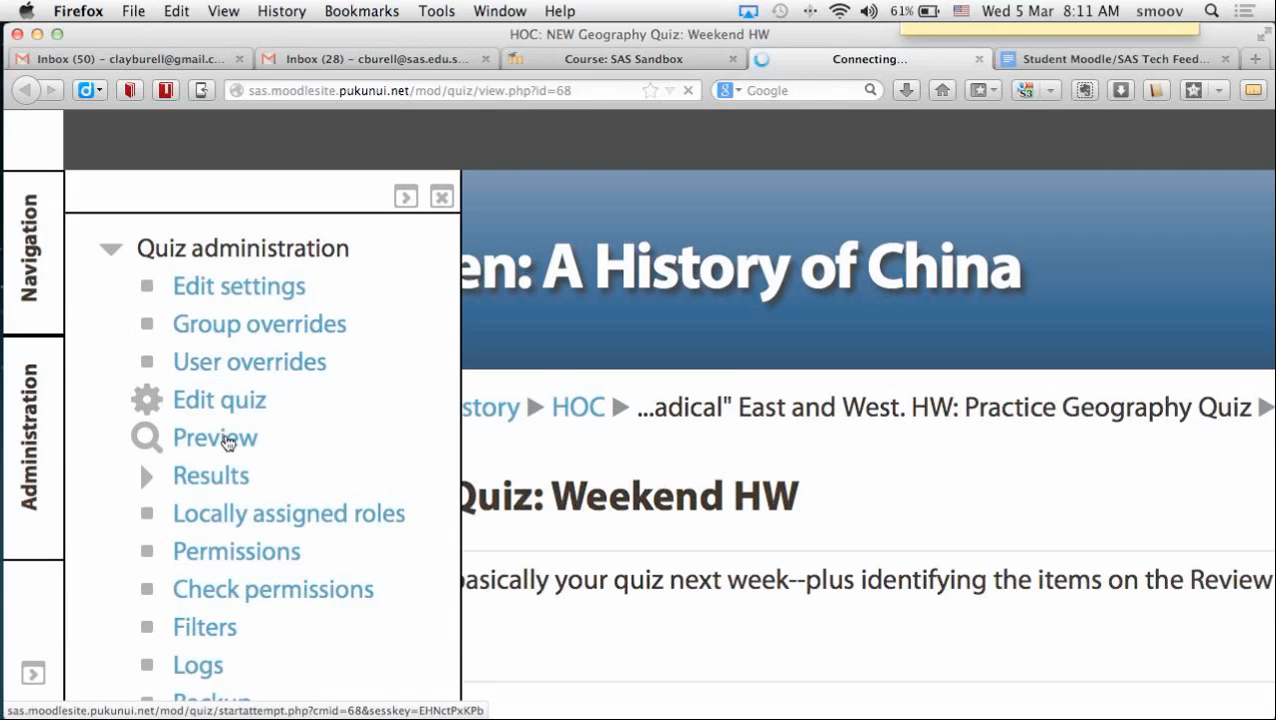 Firefox File Edit View History Bookmarks Tools Window Help 61% Wed 5 Mar 8:11 AM smoov
HOC: NEW Geography Quiz: Weekend HW
Inbox (50) - clayburell@gmail.c... Inbox (28) - cburell@sas.edu.s... Course: SAS Sandbox Connecting... Student Moodle/SAS Tech Feed...
sas.moodlesite.pukunui.net/mod/quiz/view.php?id=68 Google
Navigation
Administration
Quiz administration
Edit settings
Group overrides
User overrides
Edit quiz
Preview
Results
Locally assigned roles
Permissions
Check permissions
Filters
Logs
Backup
en: A History of China
story HOC ...adical" East and West. HW: Practice Geography Quiz
Quiz: Weekend HW
basically your quiz next week--plus identifying the items on the Review
sas.moodlesite.pukunui.net/mod/quiz/startattempt.php?cmid=68&sesskey=EHNctPxKPb